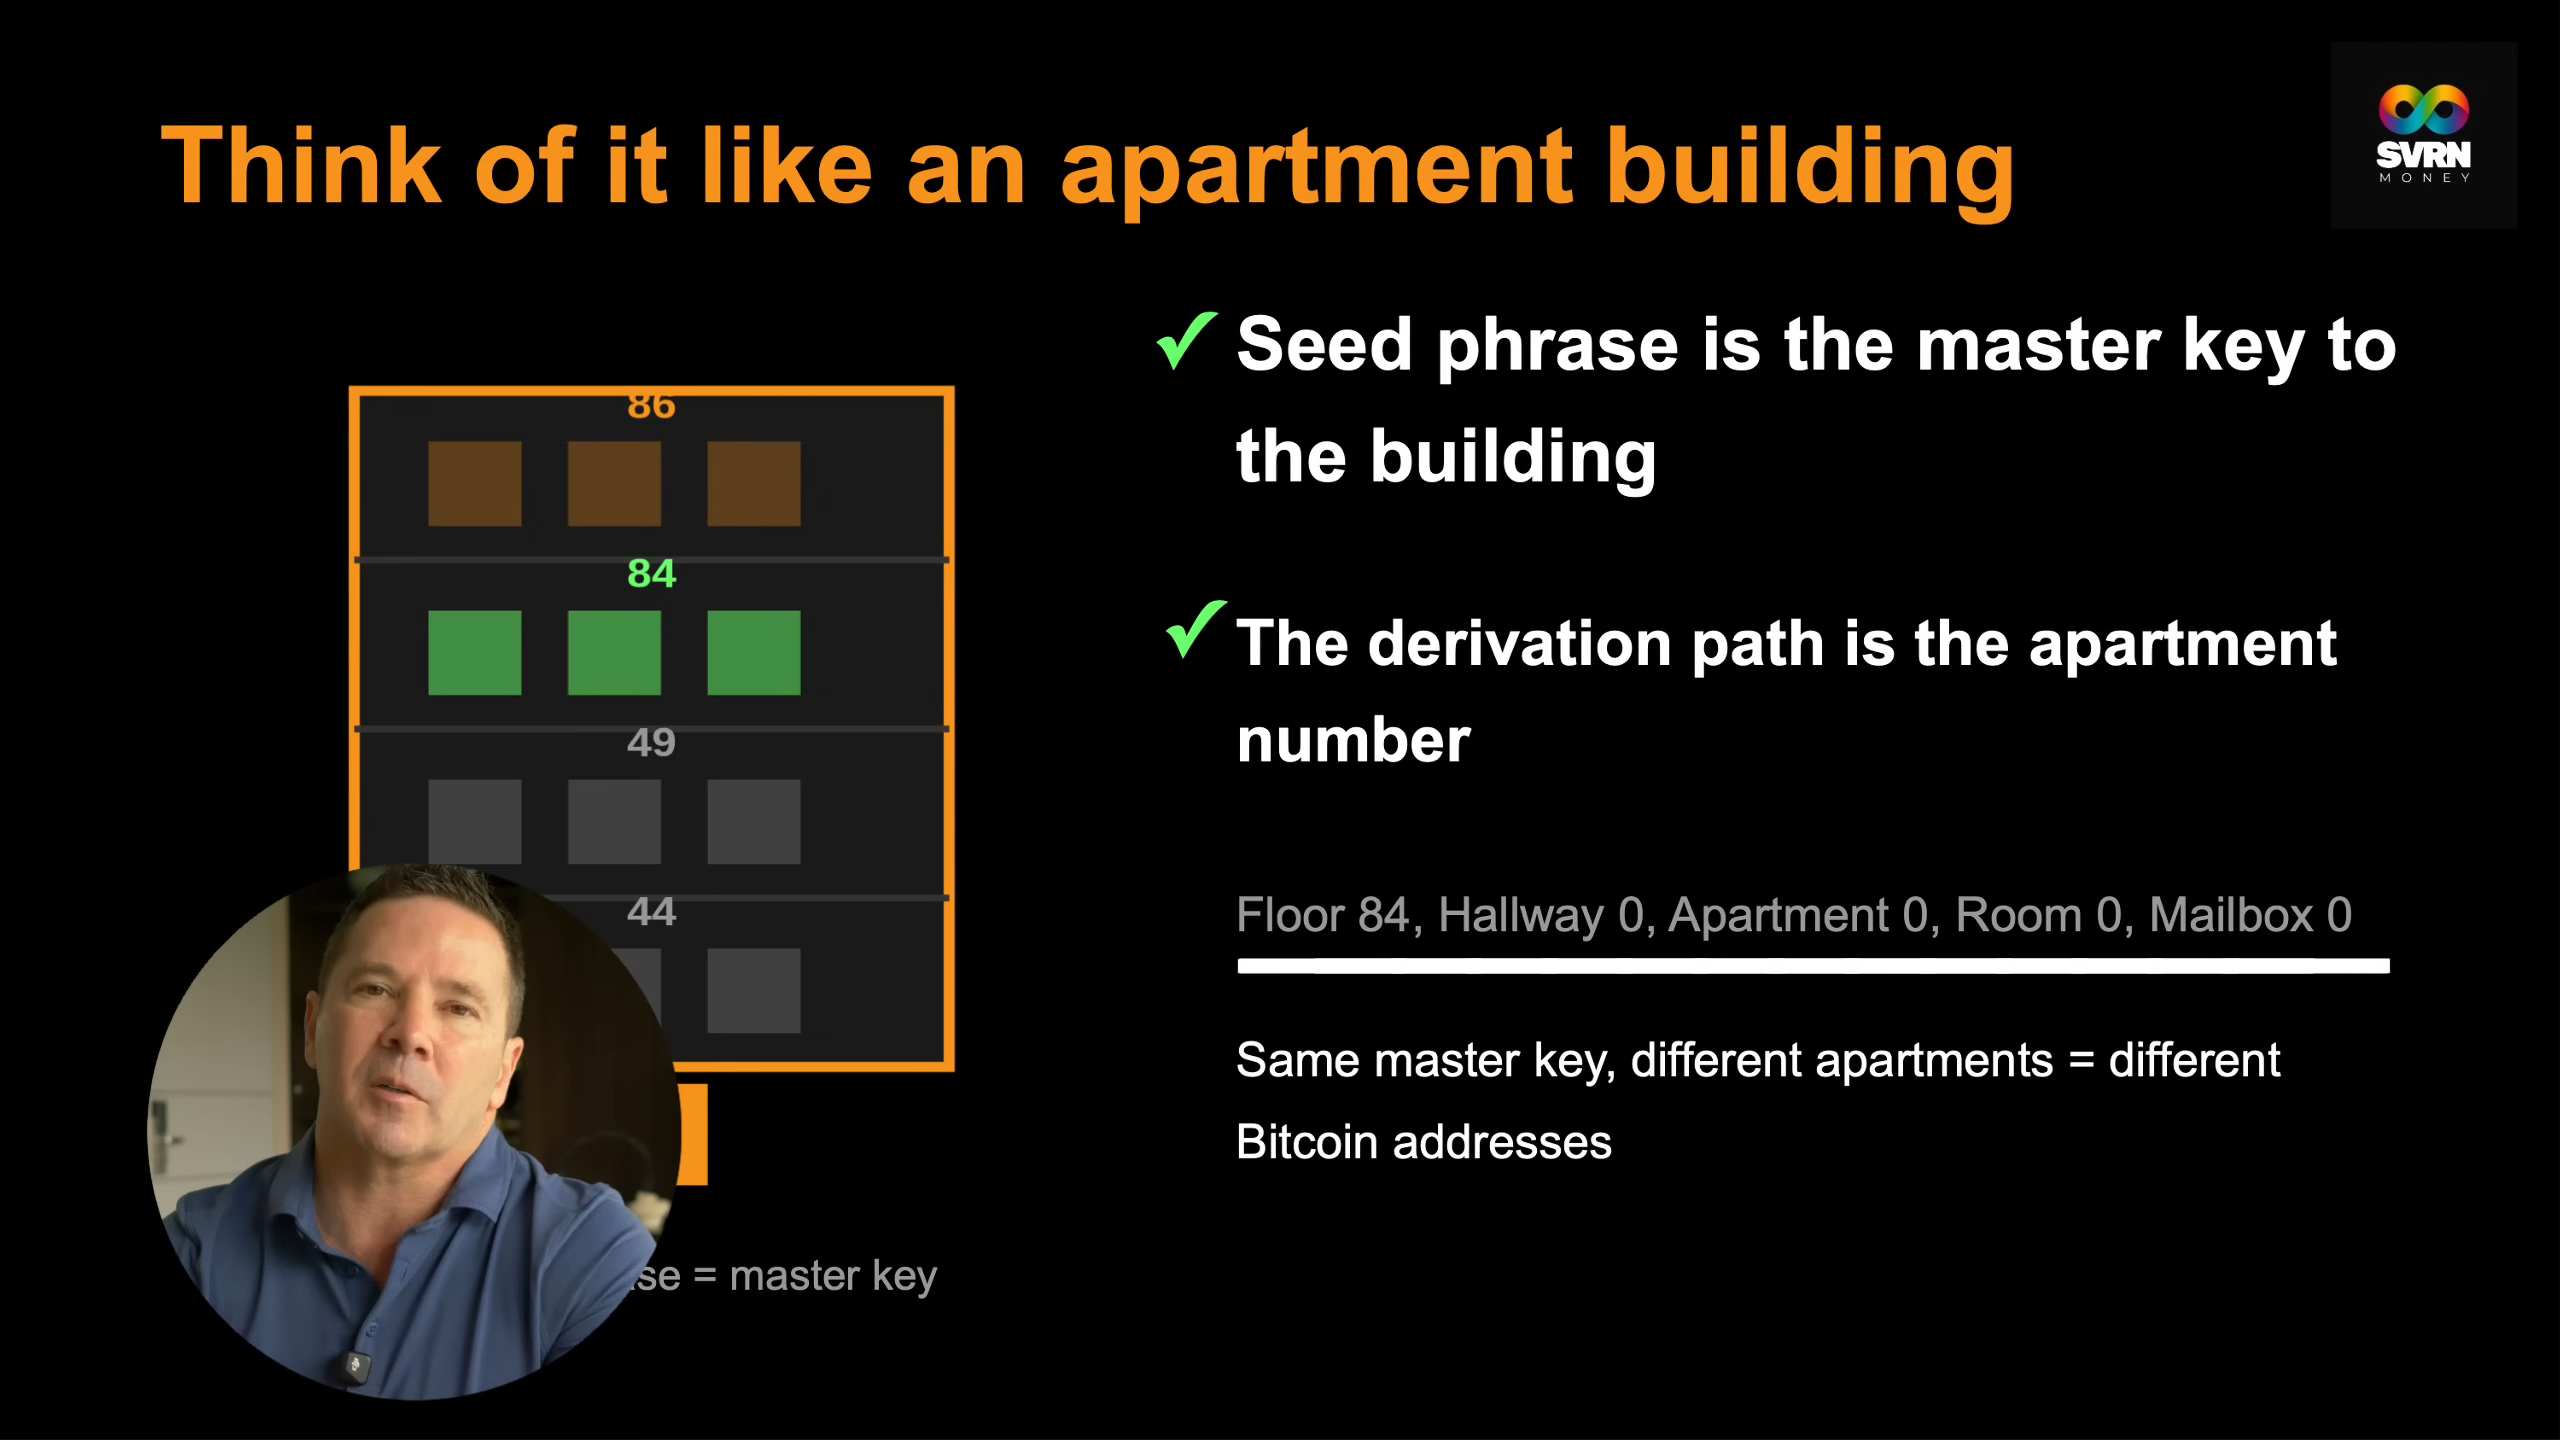 Think of it like an apartment building
SVRN
MONEY
86
84
49
44
= master key
✓ Seed phrase is the master key to
the building
✓ The derivation path is the apartment
number
Floor 84, Hallway 0, Apartment 0, Room 0, Mailbox 0
Same master key, different apartments = different
Bitcoin addresses